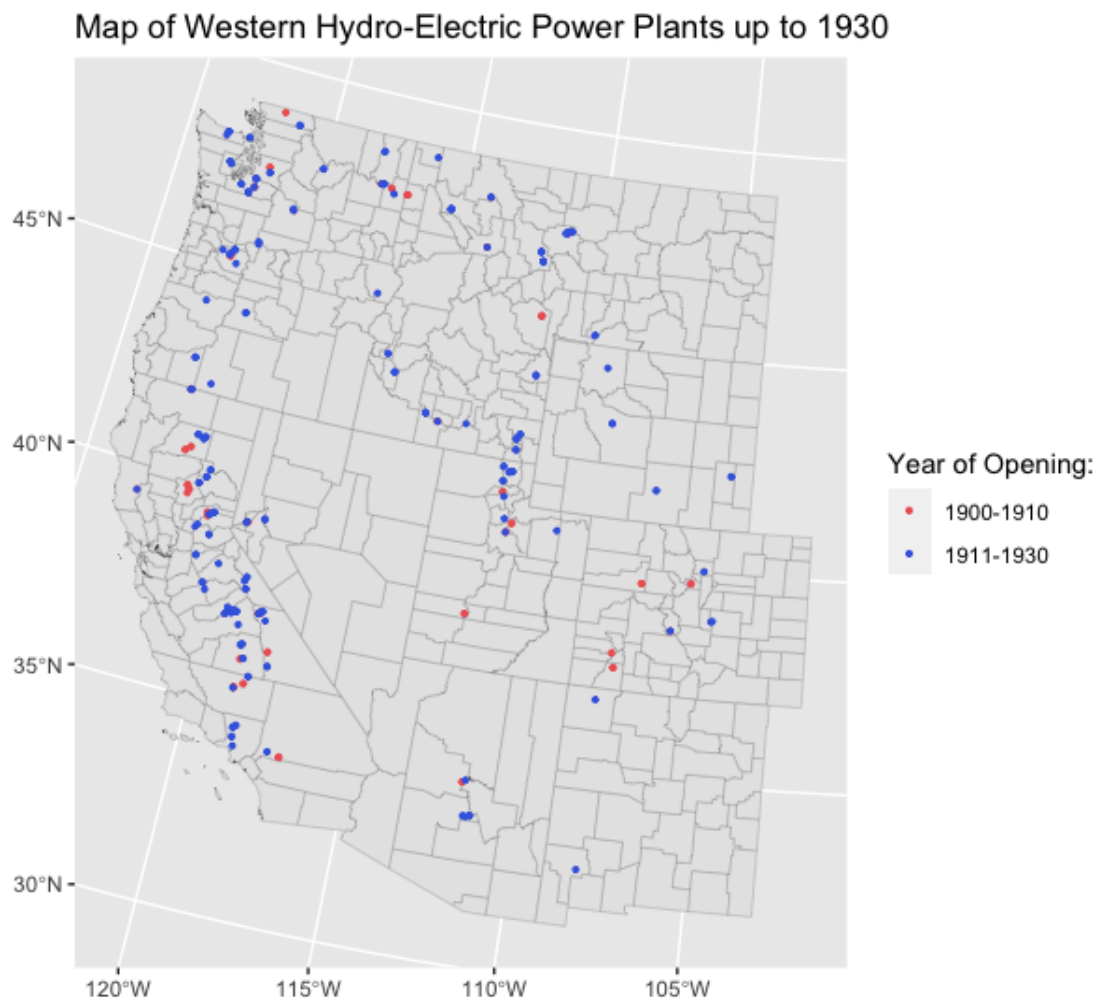 Map of Western Hydro-Electric Power Plants up to 1930
45°N
40°N
35°N
30°N
120°W
115°W
110°W
105°W
Year of Opening:
1900-1910
1911-1930